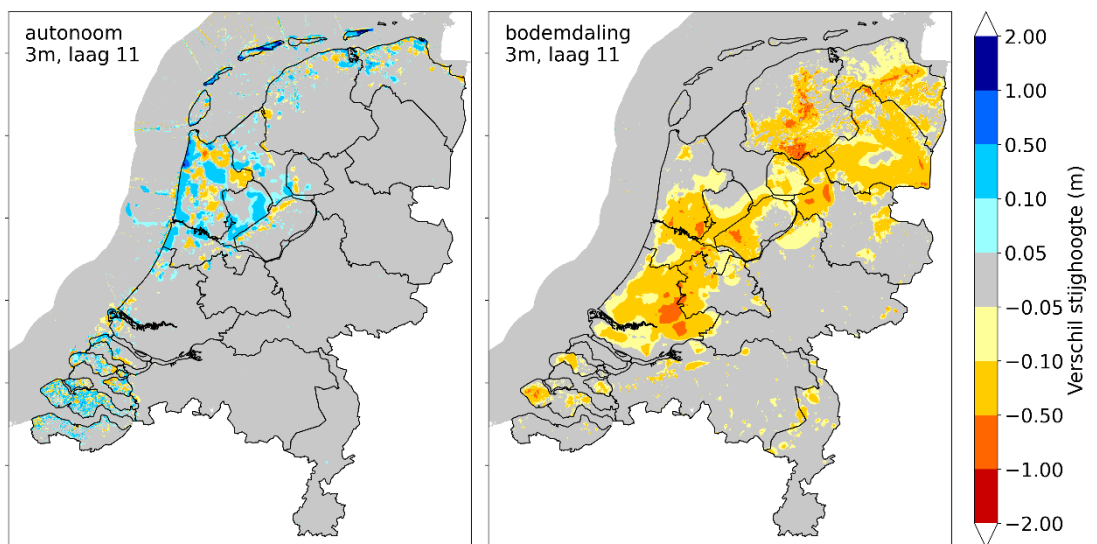 autonoom
3m, laag 11
bodemdaling
3m, laag 11
2.00
1.00
0.50
0.10
0.05
−0.05
−0.10
−0.50
−1.00
−2.00
Verschil stijghoogte (m)